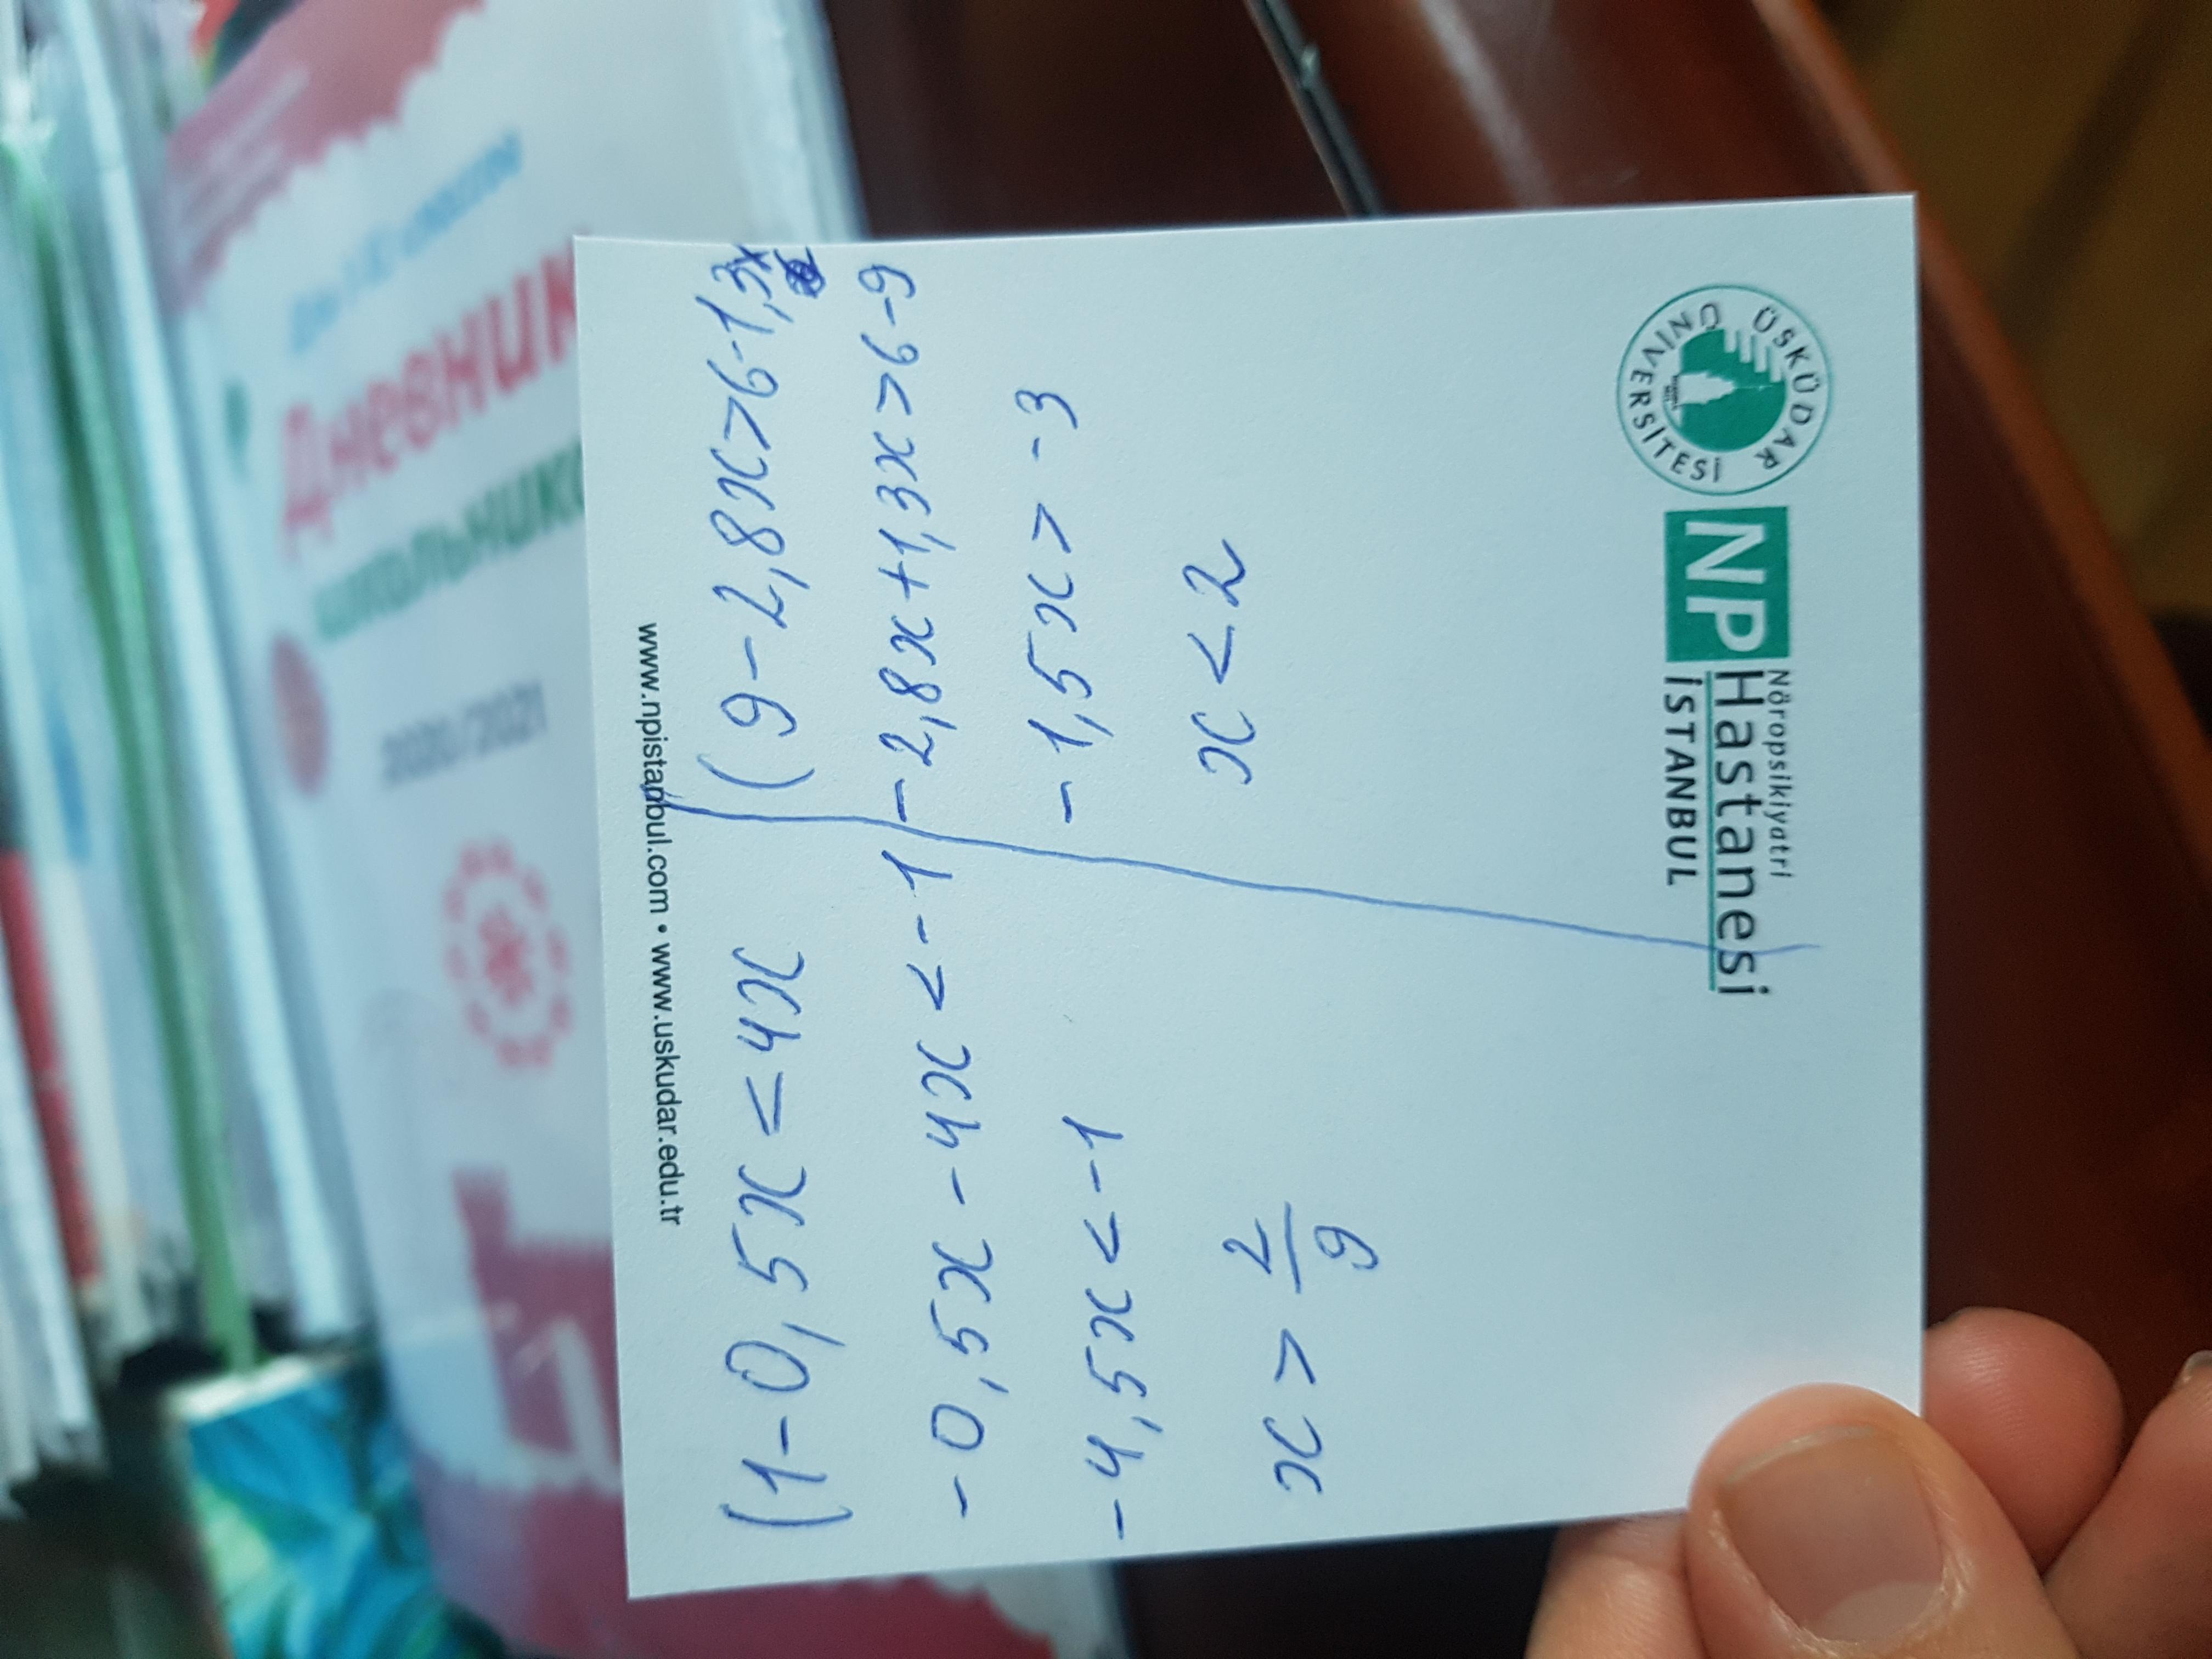 (1-0,5x=4x
-0,5x-4x<-1
-4,5x<-1
x>2/9
(9-2,8x>6-1,3x
-2,8x+1,3x>6-9
-1,5x>-3
x<2
www.npistanbul.com • www.uskudar.edu.tr
ÜSKÜDAR ÜNİVERSİTESİ
NP
Nöropsikiyatri
Hastanesi
İSTANBUL
Дневник
школьника
2020/2021